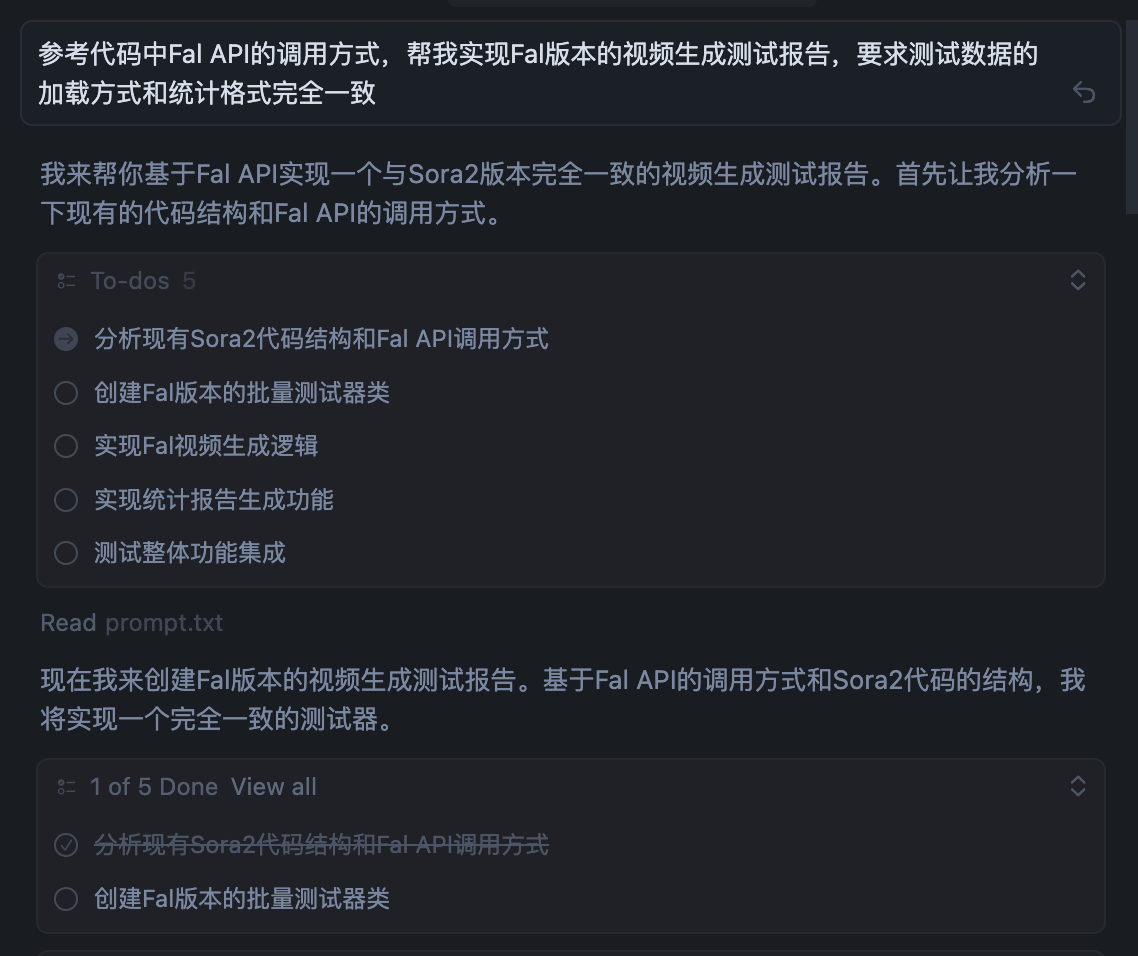 参考代码中Fal API的调用方式，帮我实现Fal版本的视频生成测试报告，要求测试数据的
加载方式和统计格式完全一致
我来帮你基于Fal API实现一个与Sora2版本完全一致的视频生成测试报告。首先让我分析一
下现有的代码结构和Fal API的调用方式。
To-dos 5
分析现有Sora2代码结构和Fal API调用方式
创建Fal版本的批量测试器类
实现Fal视频生成逻辑
实现统计报告生成功能
测试整体功能集成
Read prompt.txt
现在我来创建Fal版本的视频生成测试报告。基于Fal API的调用方式和Sora2代码的结构，我
将实现一个完全一致的测试器。
1 of 5 Done View all
分析现有Sora2代码结构和Fal API调用方式
创建Fal版本的批量测试器类